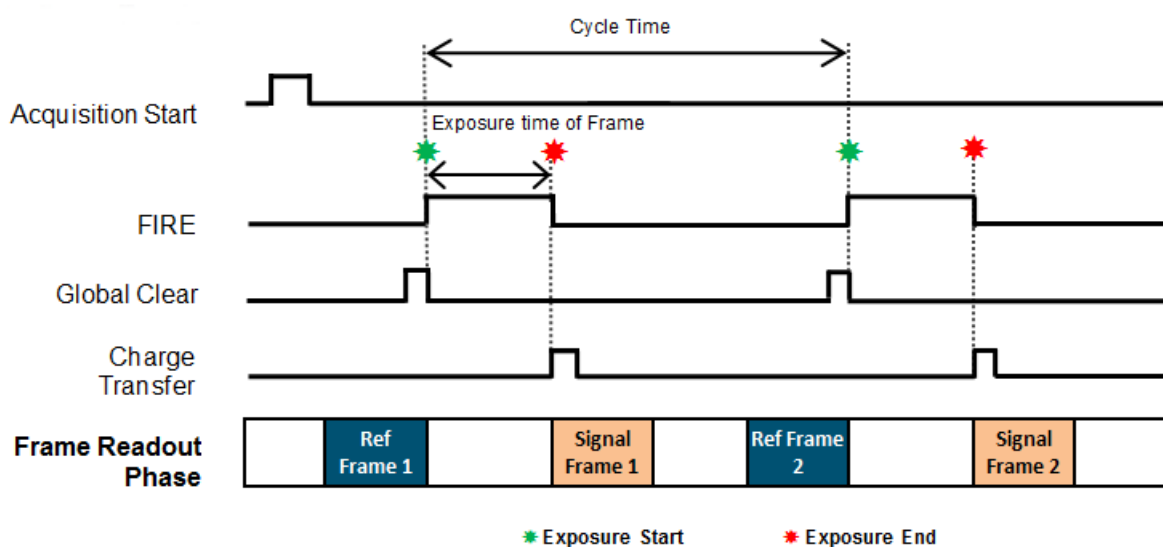 Cycle Time
Acquisition Start
Exposure time of Frame
FIRE
Global Clear
Charge
Transfer
Frame Readout
Phase
Ref
Frame 1
Signal
Frame 1
Ref Frame
2
Signal
Frame 2
Exposure Start
Exposure End